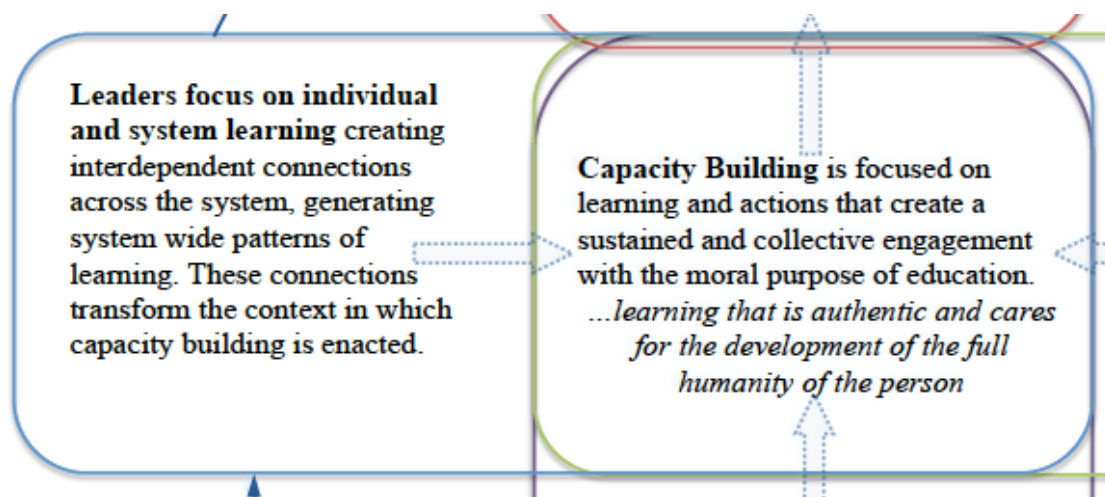 Leaders focus on individual
and system learning creating
interdependent connections
across the system, generating
system wide patterns of
learning. These connections
transform the context in which
capacity building is enacted.
Capacity Building is focused on
learning and actions that create a
sustained and collective engagement
with the moral purpose of education.
...learning that is authentic and cares
for the development of the full
humanity of the person